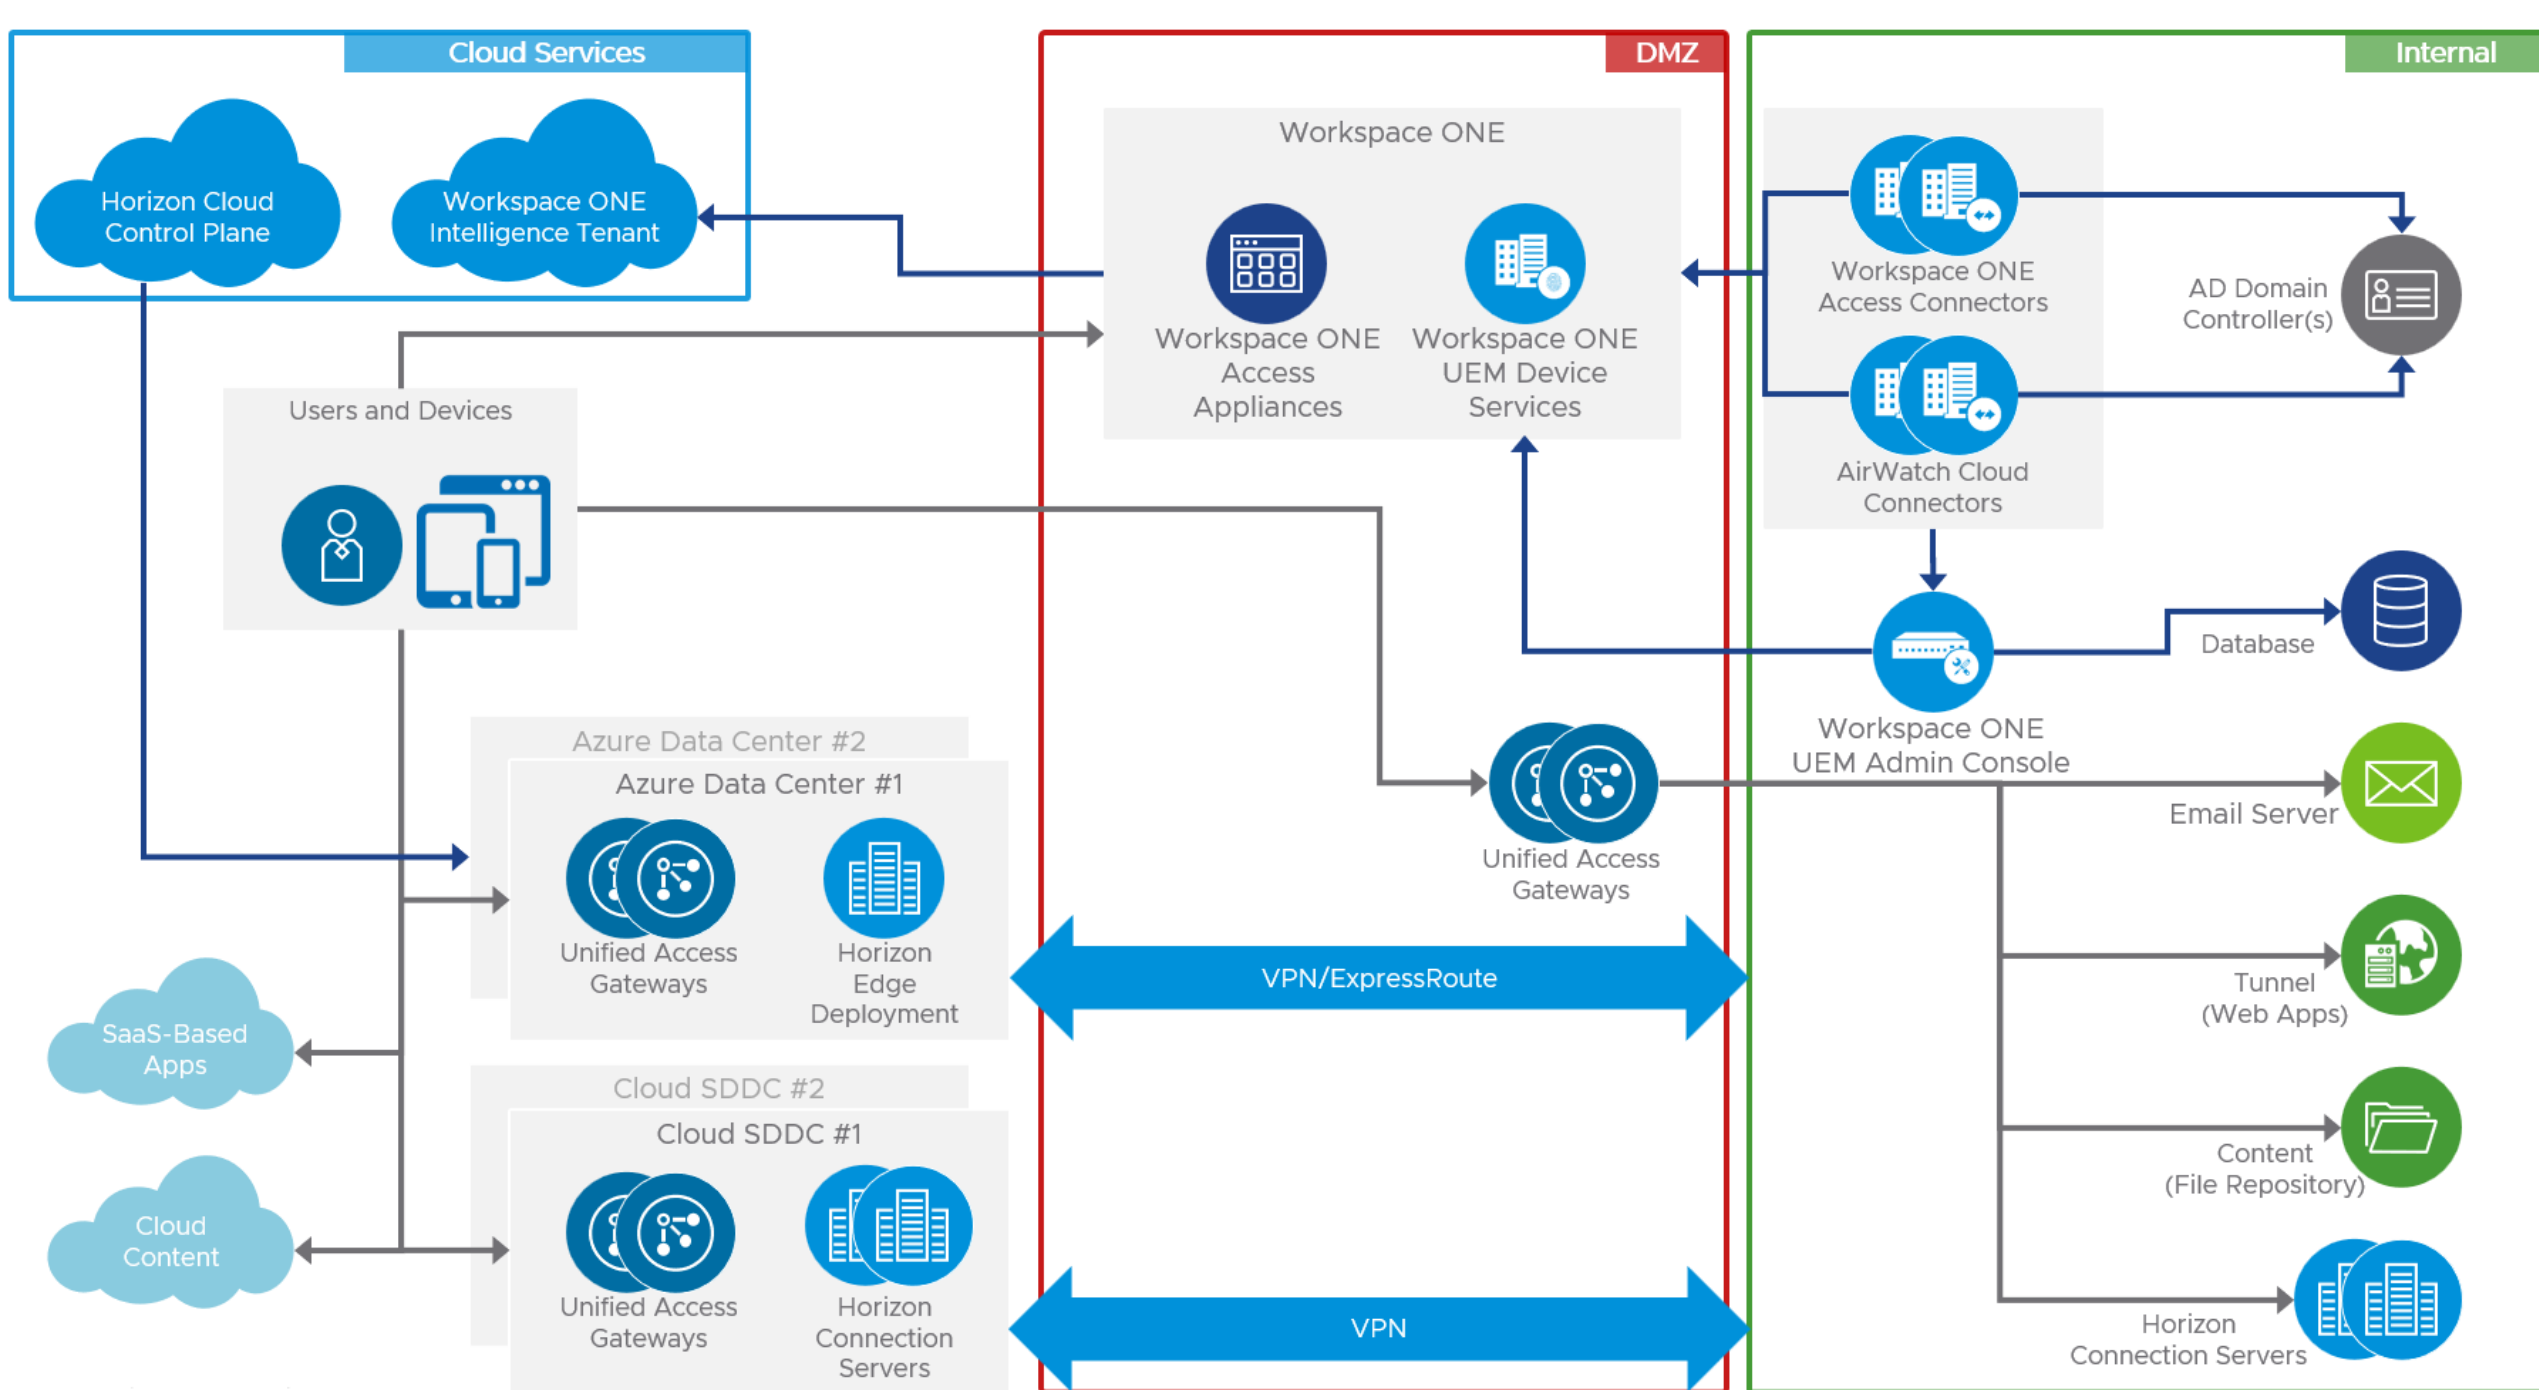 Cloud Services
Horizon Cloud
Control Plane
Workspace ONE
Intelligence Tenant
Users and Devices
Azure Data Center #2
Azure Data Center #1
Unified Access
Gateways
Horizon
Edge
Deployment
SaaS-Based
Apps
Cloud SDDC #2
Cloud SDDC #1
Cloud
Content
Unified Access
Gateways
Horizon
Connection
Servers
DMZ
Workspace ONE
Workspace ONE
Access
Appliances
Workspace ONE
UEM Device
Services
Unified Access
Gateways
VPN/ExpressRoute
VPN
Internal
Workspace ONE
Access Connectors
AD Domain
Controller(s)
AirWatch Cloud
Connectors
Database
Workspace ONE
UEM Admin Console
Email Server
Tunnel
(Web Apps)
Content
(File Repository)
Horizon
Connection Servers